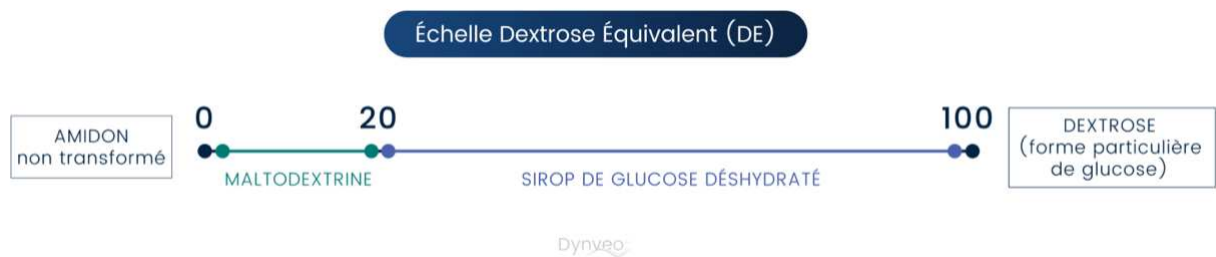 Échelle Dextrose Équivalent (DE)
0
20
100
AMIDON
non transformé
DEXTROSE
(forme particulière
de glucose)
MALTODEXTRINE
SIROP DE GLUCOSE DÉSHYDRATÉ
Dynveo